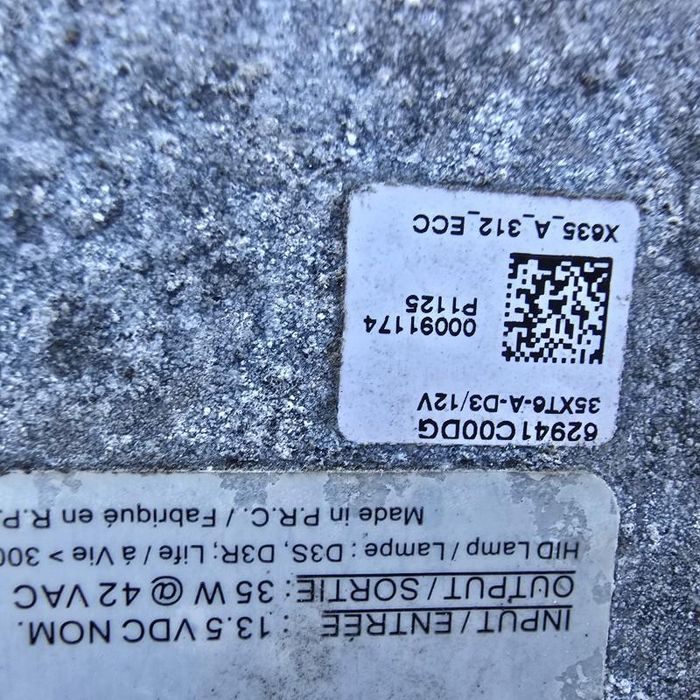 INPUT / ENTRÉE : 13.5 VDC NOM.
OUTPUT / SORTIE : 35 W @ 42 VAC
HID Lamp / Lampe : D3S, D3R; Life / á Vie > 300
Made in P.R.C. / Fabriqué en R.P.
62941C00DG
35XT6-A-D3/12V
00091174
P1125
X635_A_312_ECC